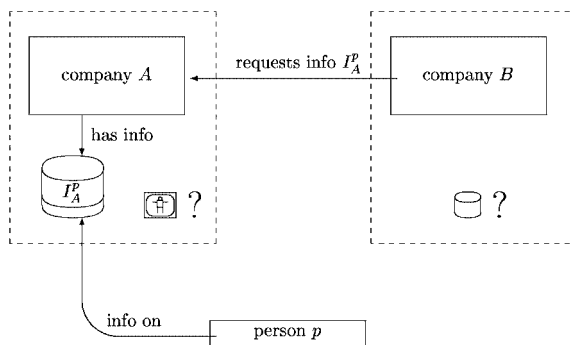 requests info I_A^p
company A
company B
has info
I_A^p
?
?
info on
person p